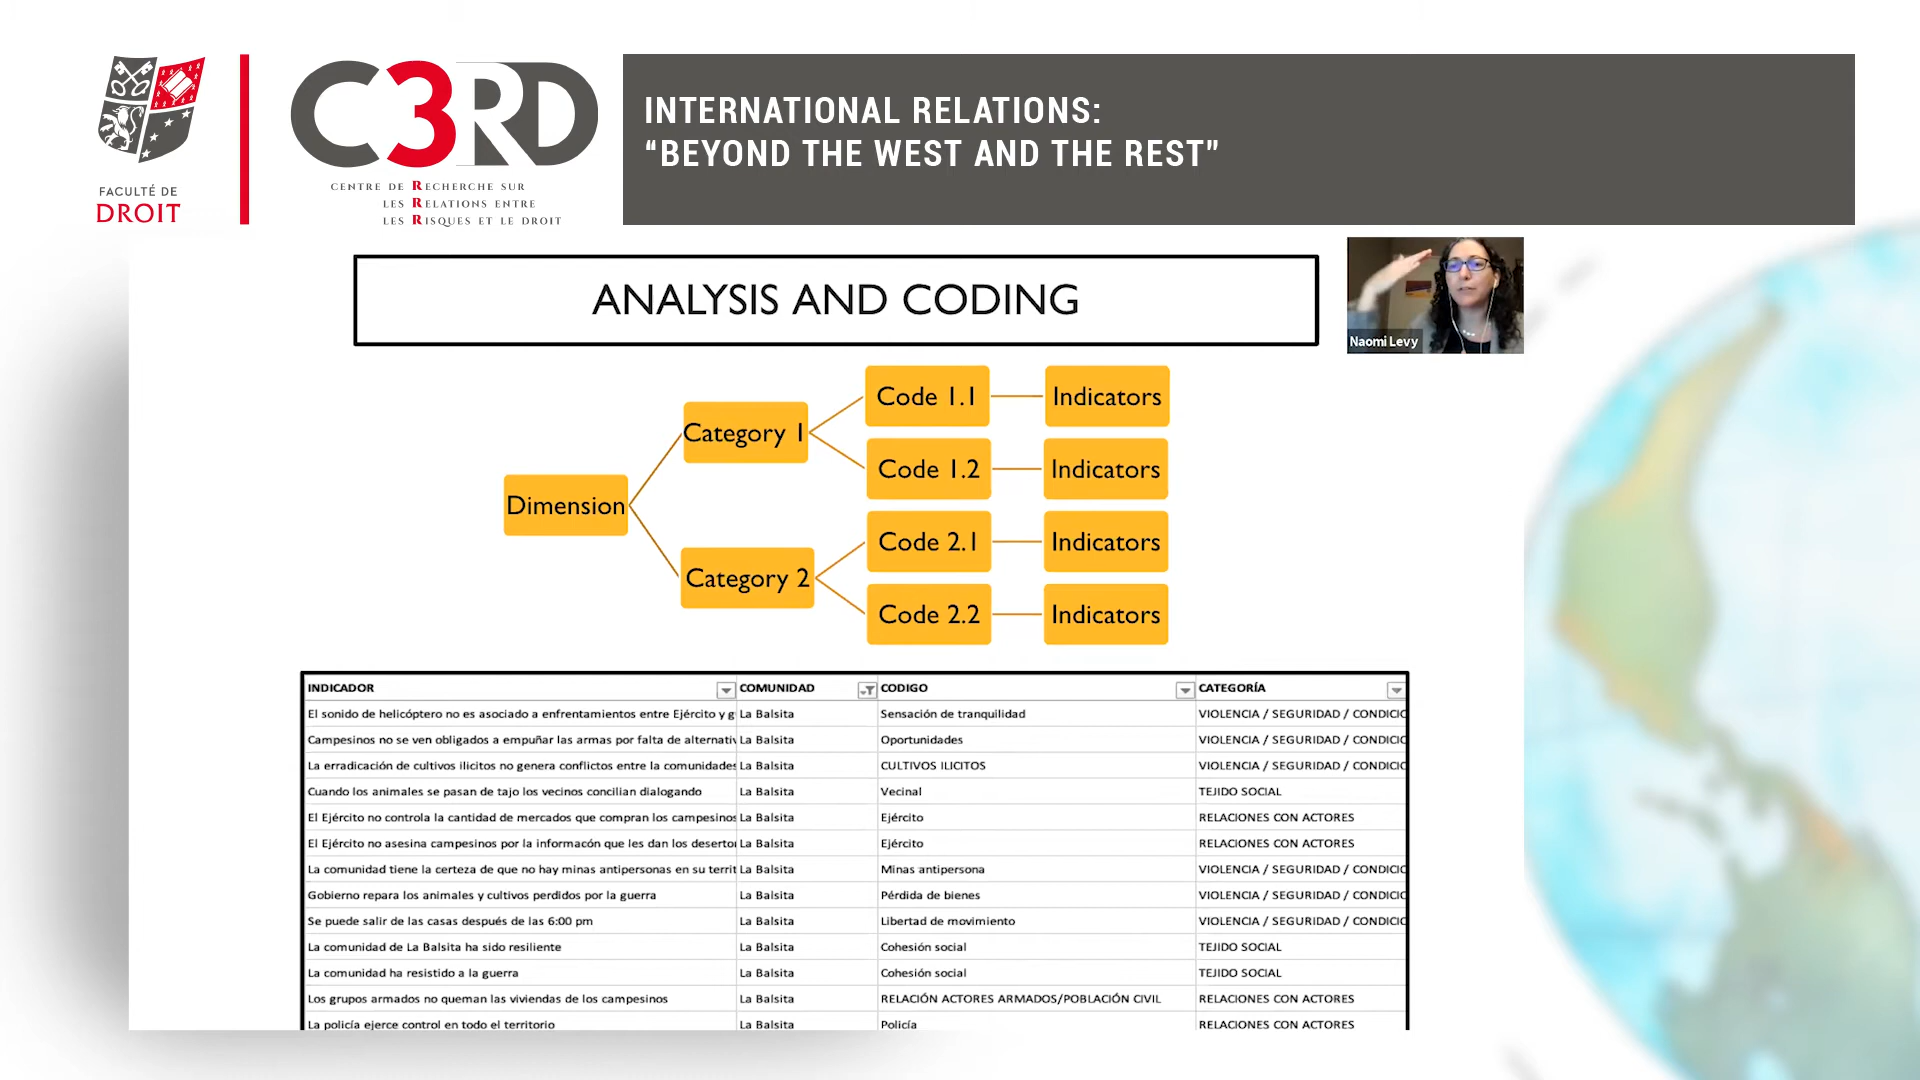 FACULTÉ DE
DROIT
C3RD
CENTRE DE RECHERCHE SUR
LES RELATIONS ENTRE
LES RISQUES ET LE DROIT
INTERNATIONAL RELATIONS:
“BEYOND THE WEST AND THE REST”
ANALYSIS AND CODING
Naomi Levy
Dimension
Category 1
Category 2
Code 1.1
Indicators
Code 1.2
Indicators
Code 2.1
Indicators
Code 2.2
Indicators
INDICADOR COMUNIDAD CODIGO CATEGORÍA
El sonido de helicóptero no es asociado a enfrentamientos entre Ejército y g La Balsita Sensación de tranquilidad VIOLENCIA / SEGURIDAD / CONDICIC
Campesinos no se ven obligados a empuñar las armas por falta de alternativ La Balsita Oportunidades VIOLENCIA / SEGURIDAD / CONDICIC
La erradicación de cultivos ilicitos no genera conflictos entre la comunidades La Balsita CULTIVOS ILICITOS VIOLENCIA / SEGURIDAD / CONDICIC
Cuando los animales se pasan de tajo los vecinos concilian dialogando La Balsita Vecinal TEJIDO SOCIAL
El Ejército no controla la cantidad de mercados que compran los campesinos La Balsita Ejército RELACIONES CON ACTORES
El Ejército no asesina campesinos por la informacón que les dan los desertor La Balsita Ejército RELACIONES CON ACTORES
La comunidad tiene la certeza de que no hay minas antipersonas en su territ La Balsita Minas antipersona VIOLENCIA / SEGURIDAD / CONDICIC
Gobierno repara los animales y cultivos perdidos por la guerra La Balsita Pérdida de bienes VIOLENCIA / SEGURIDAD / CONDICIC
Se puede salir de las casas después de las 6:00 pm La Balsita Libertad de movimiento VIOLENCIA / SEGURIDAD / CONDICIC
La comunidad de La Balsita ha sido resiliente La Balsita Cohesión social TEJIDO SOCIAL
La comunidad ha resistido a la guerra La Balsita Cohesión social TEJIDO SOCIAL
Los grupos armados no queman las viviendas de los campesinos La Balsita RELACIÓN ACTORES ARMADOS/POBLACIÓN CIVIL RELACIONES CON ACTORES
La policía ejerce control en todo el territorio La Balsita Policía RELACIONES CON ACTORES